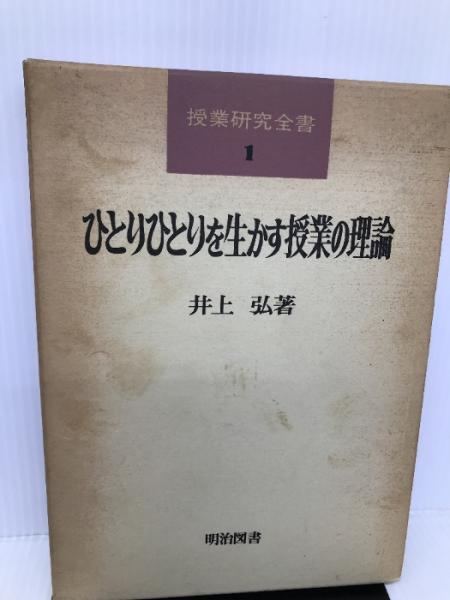 授業研究全書
1
ひとりひとりを生かす授業の理論
井上 弘著
明治図書